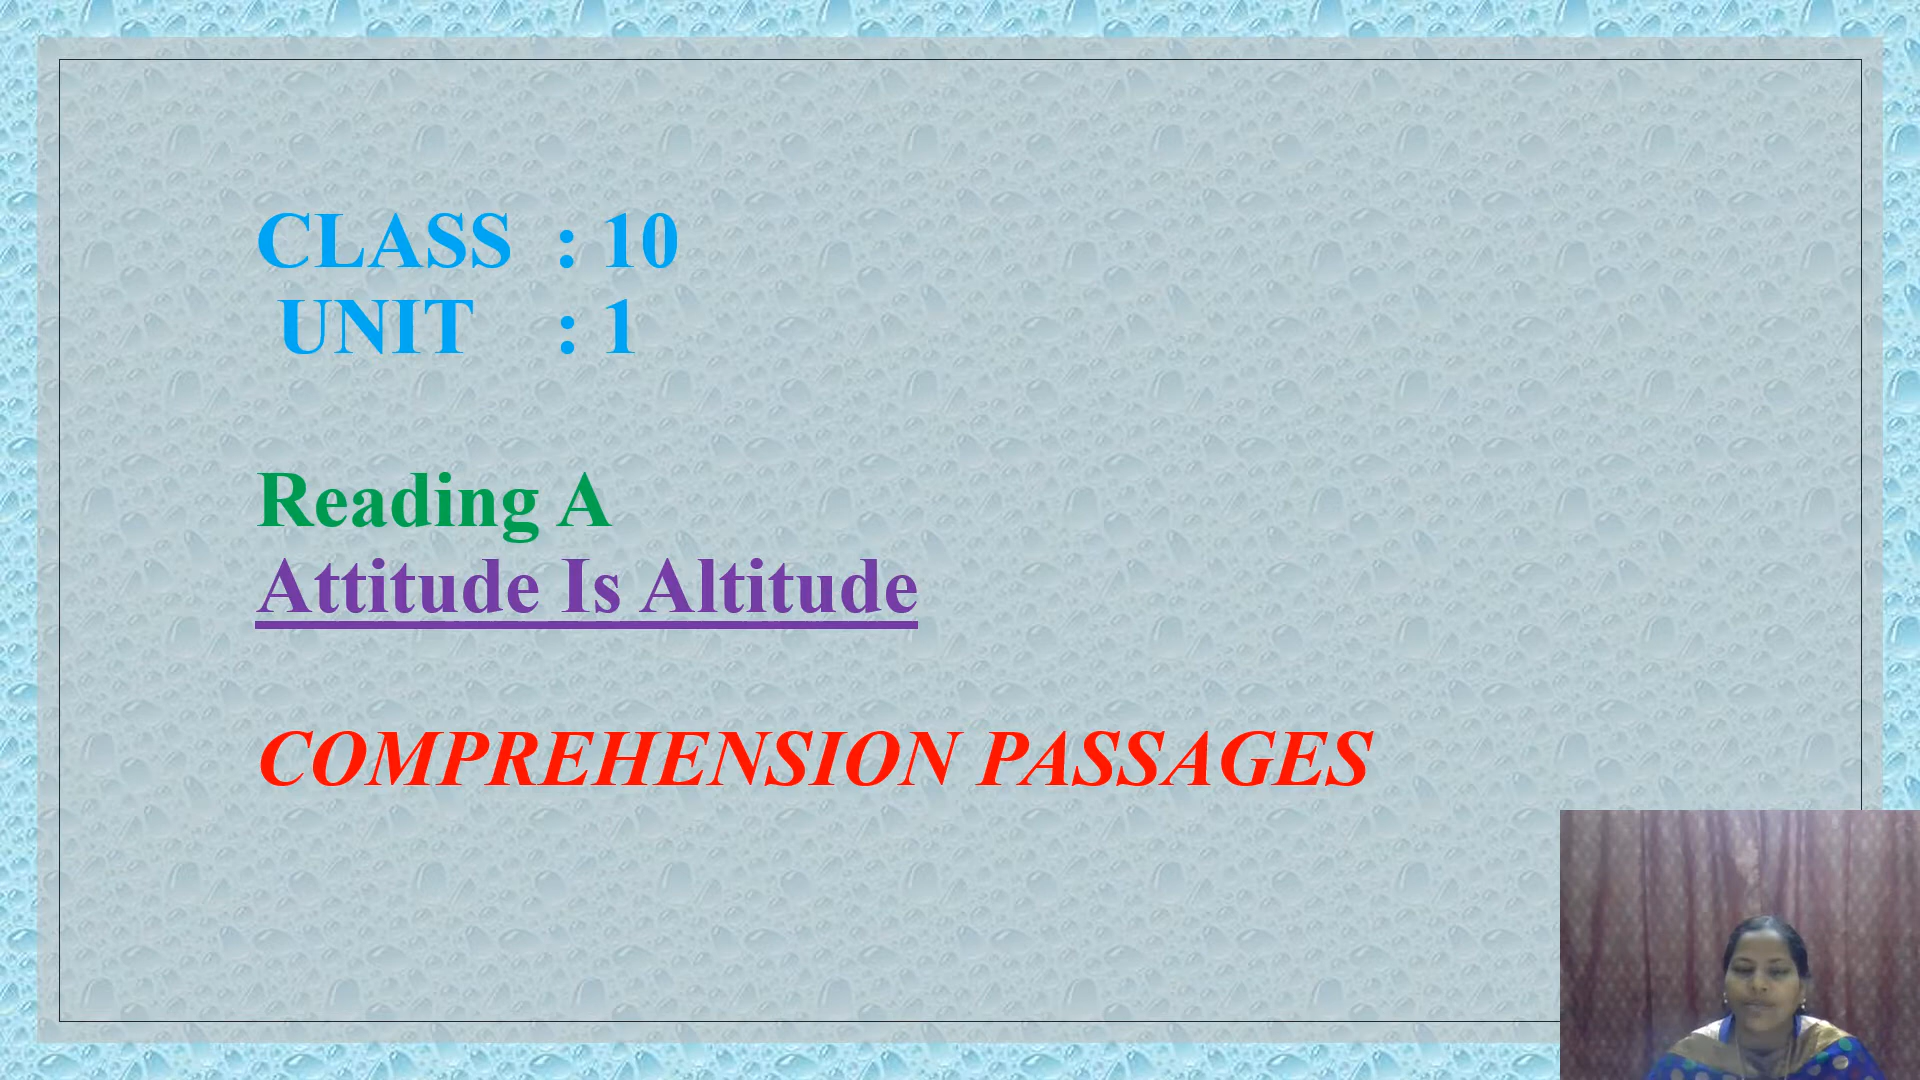 CLASS : 10
UNIT : 1
Reading A
Attitude Is Altitude
COMPREHENSION PASSAGES